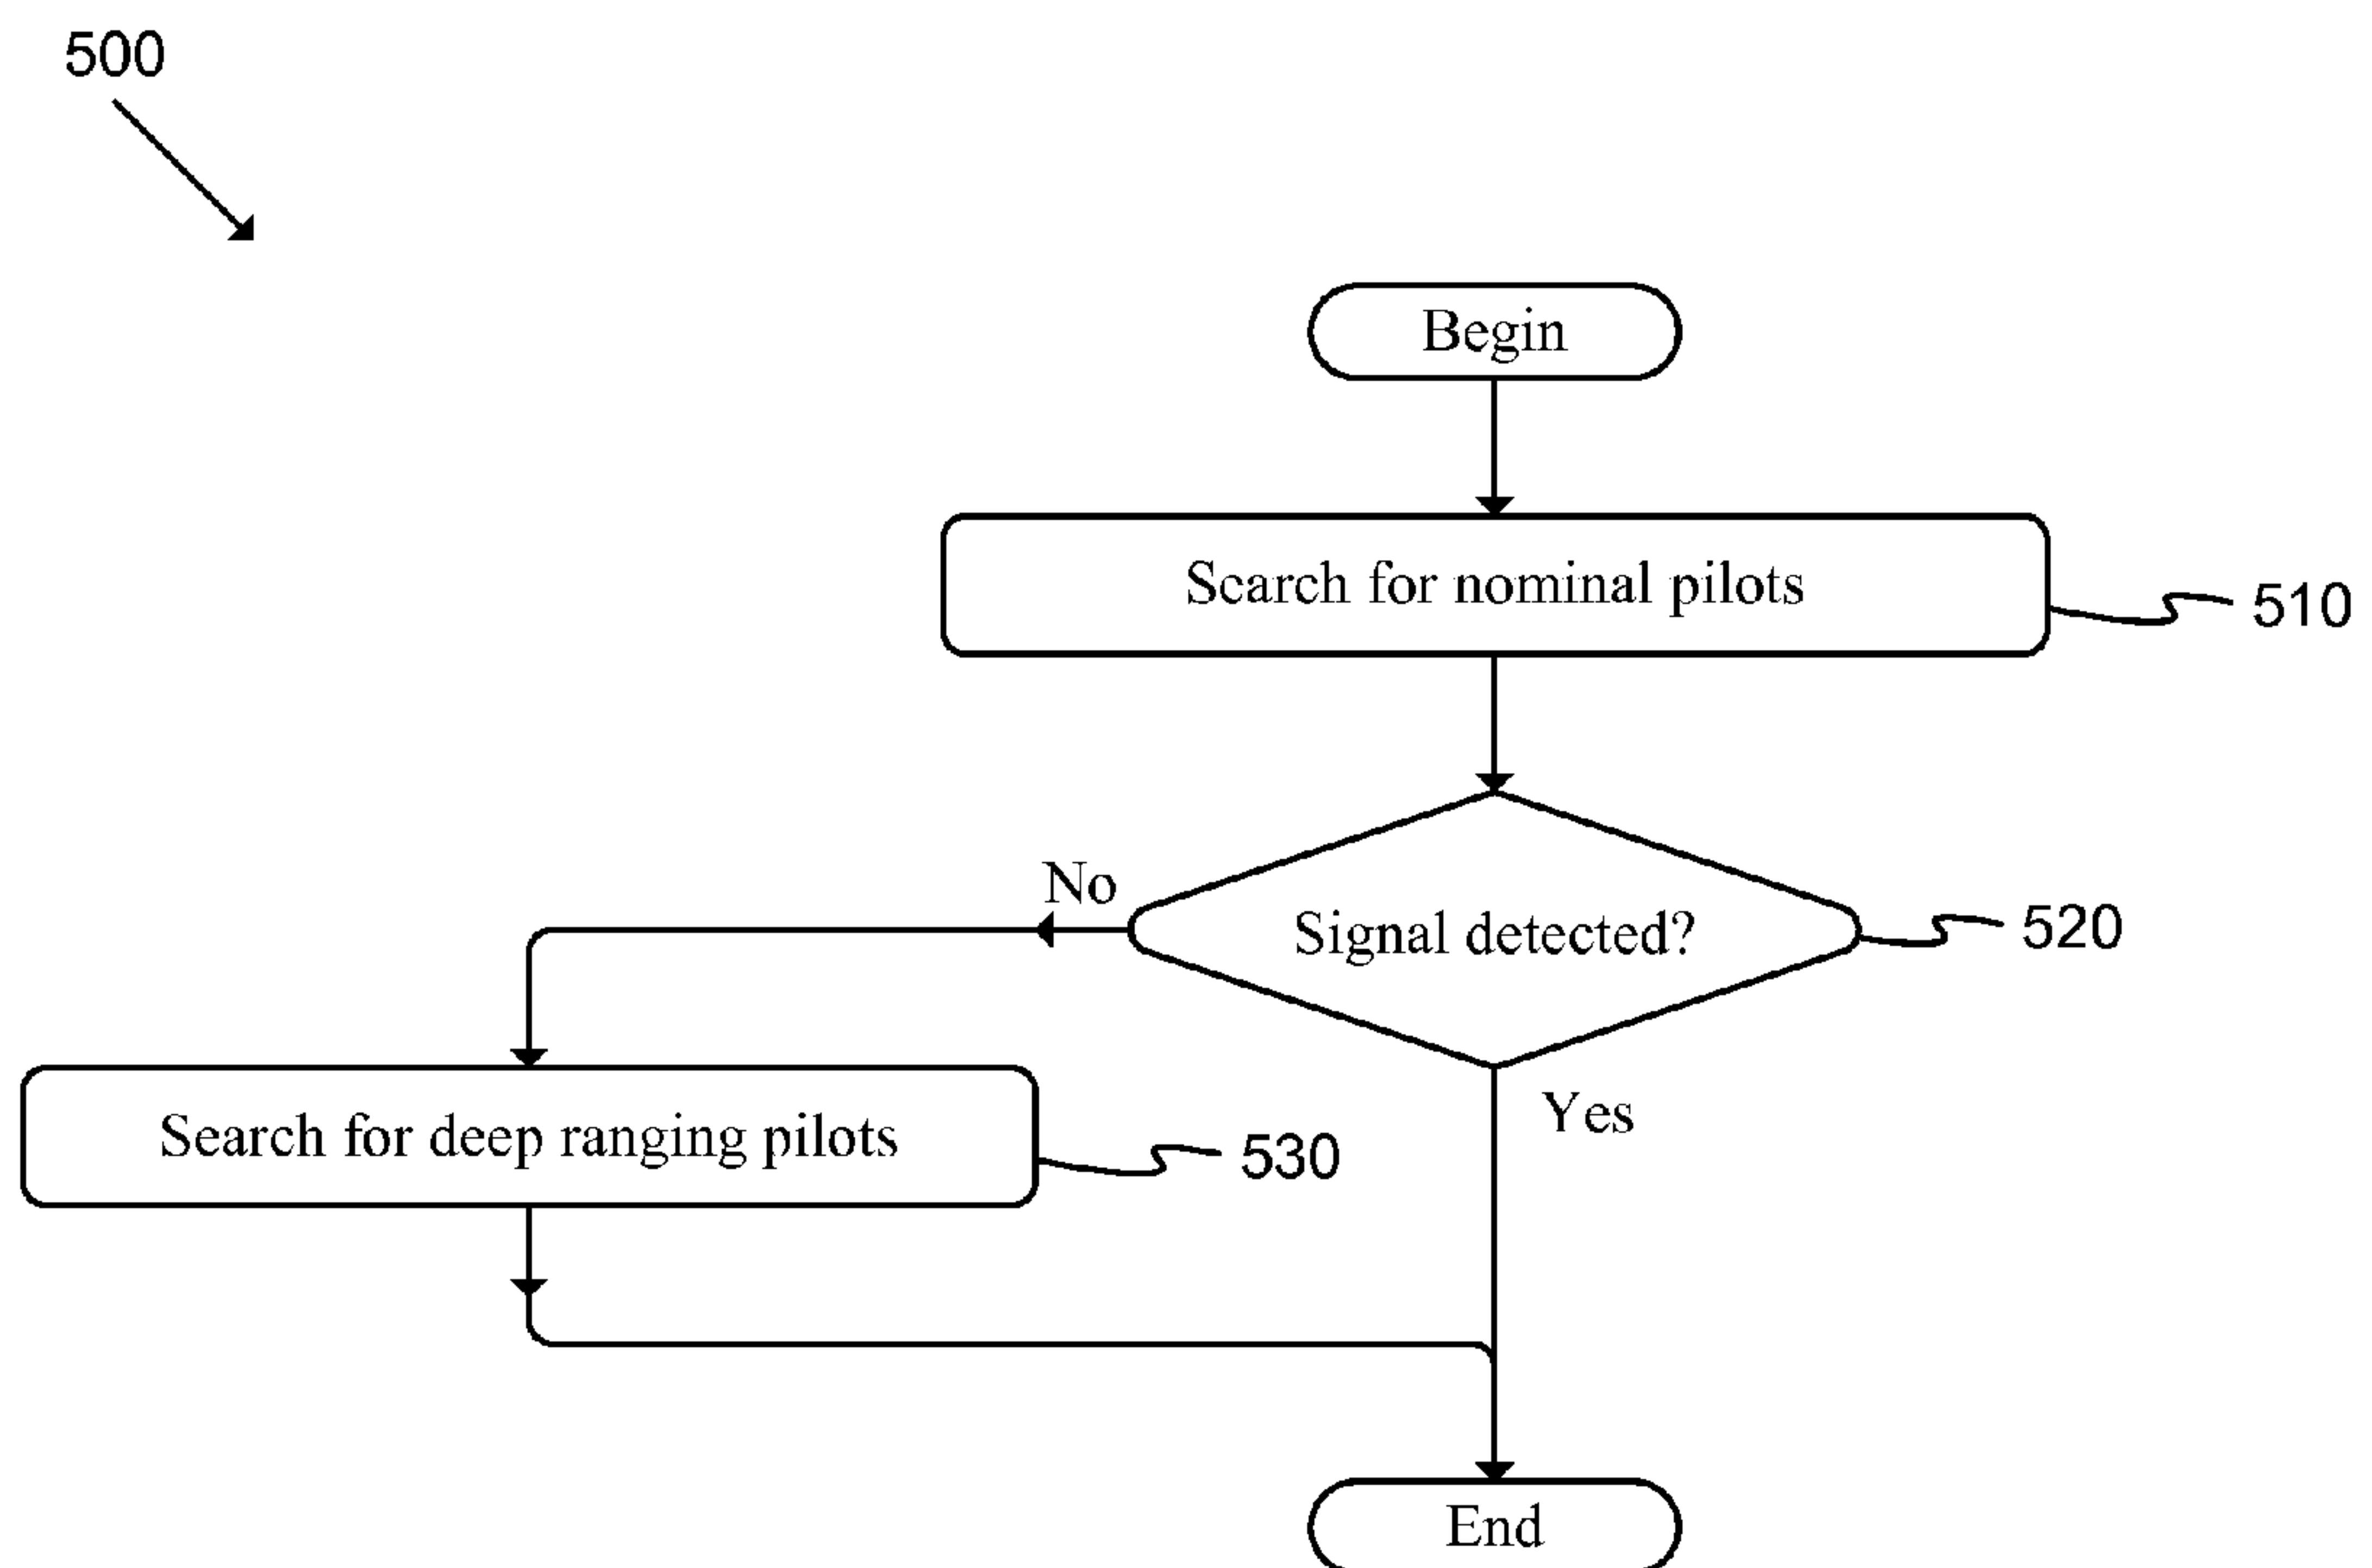 500
Begin
Search for nominal pilots
510
No
Signal detected?
520
Yes
Search for deep ranging pilots
530
End